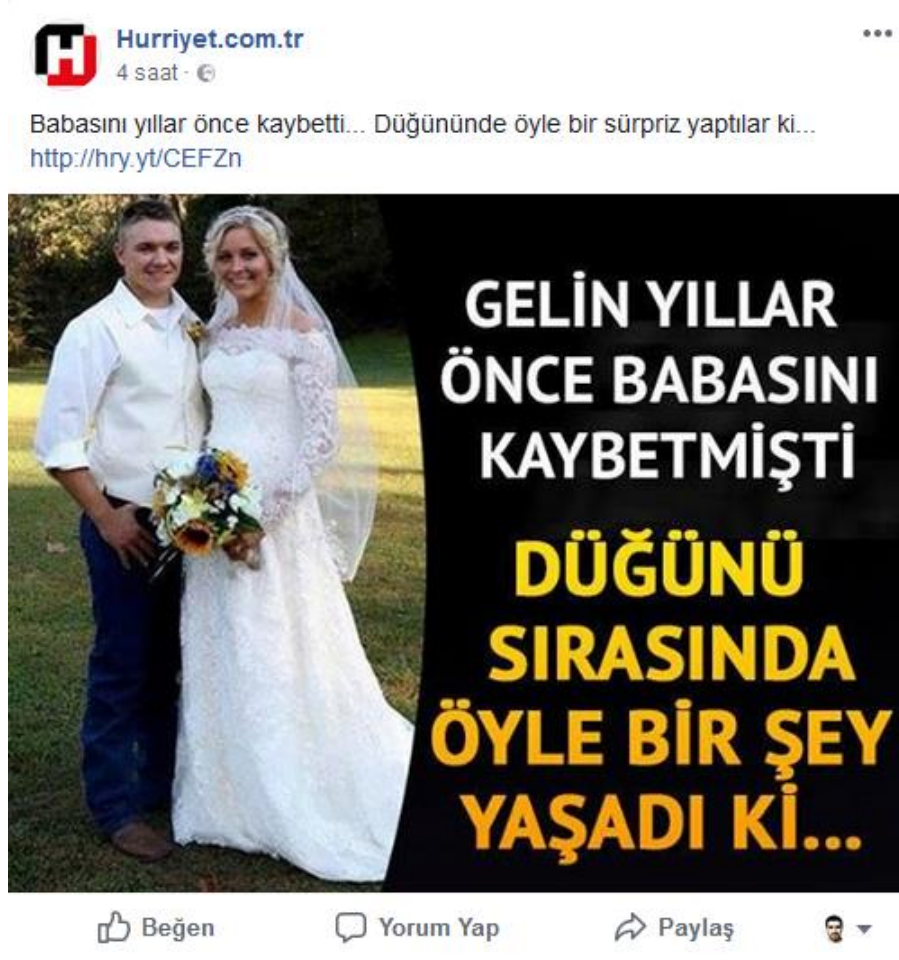 Hurriyet.com.tr
4 saat ·
Babasını yıllar önce kaybetti... Düğününde öyle bir sürpriz yaptılar ki...
http://hry.yt/CEFZn
GELİN YILLAR
ÖNCE BABASINI
KAYBETMİŞTİ
DÜĞÜNÜ
SIRASINDA
ÖYLE BİR ŞEY
YAŞADI Kİ...
Beğen
Yorum Yap
Paylaş